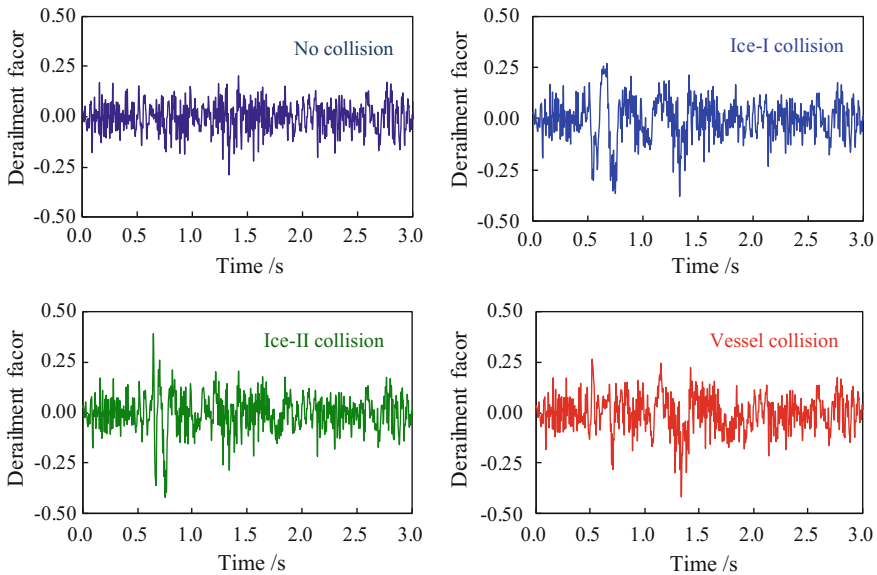 0.50
0.25
0.00
-0.25
-0.50
Derailment facor
No collision
0.0 0.5 1.0 1.5 2.0 2.5 3.0
Time /s
0.50
0.25
0.00
-0.25
-0.50
Derailment facor
Ice-I collision
0.0 0.5 1.0 1.5 2.0 2.5 3.0
Time /s
0.50
0.25
0.00
-0.25
-0.50
Derailment facor
Ice-II collision
0.0 0.5 1.0 1.5 2.0 2.5 3.0
Time /s
0.50
0.25
0.00
-0.25
-0.50
Derailment facor
Vessel collision
0.0 0.5 1.0 1.5 2.0 2.5 3.0
Time /s